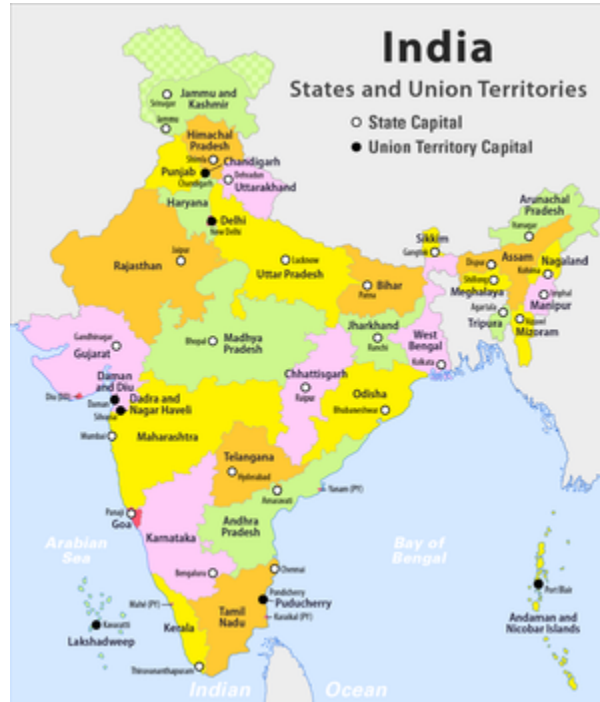 India
States and Union Territories
State Capital
Union Territory Capital
Jammu and
Kashmir
Srinagar
Jammu
Himachal
Pradesh
Shimla
Punjab
Chandigarh
Chandigarh
Dehradun
Uttarakhand
Haryana
Delhi
New Delhi
Arunachal
Pradesh
Itanagar
Sikkim
Gangtok
Dispur
Assam
Nagaland
Kohima
Shillong
Meghalaya
Imphal
Manipur
Agartala
Tripura
Aizawl
Mizoram
Jaipur
Rajasthan
Lucknow
Uttar Pradesh
Bihar
Patna
Gandhinagar
Gujarat
Bhopal
Madhya
Pradesh
Jharkhand
Ranchi
West
Bengal
Kolkata
Daman
and Diu
Diu (DD)
Daman
Dadra and
Nagar Haveli
Silvassa
Chhattisgarh
Raipur
Odisha
Bhubaneshwar
Mumbai
Maharashtra
Telangana
Hyderabad
Amaravati
Yanam (PY)
Panaji
Goa
Karnataka
Andhra
Pradesh
Arabian
Sea
Bay of
Bengal
Bengaluru
Chennai
Pondicherry
Puducherry
Karaikal (PY)
Mahé (PY)
Kavaratti
Lakshadweep
Kerala
Tamil
Nadu
Thiruvananthapuram
Port Blair
Andaman and
Nicobar Islands
Indian Ocean